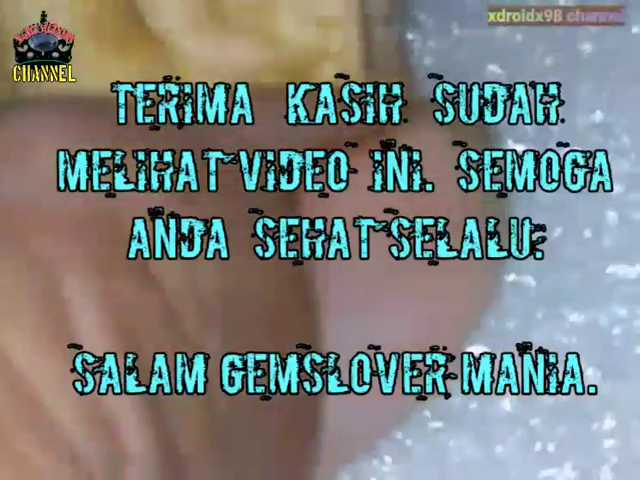 xdroidx98 channel
CHANNEL
TERIMA KASIH SUDAH
MELIHAT VIDEO INI. SEMOGA
ANDA SEHAT SELALU.
SALAM GEMSLOVER MANIA.